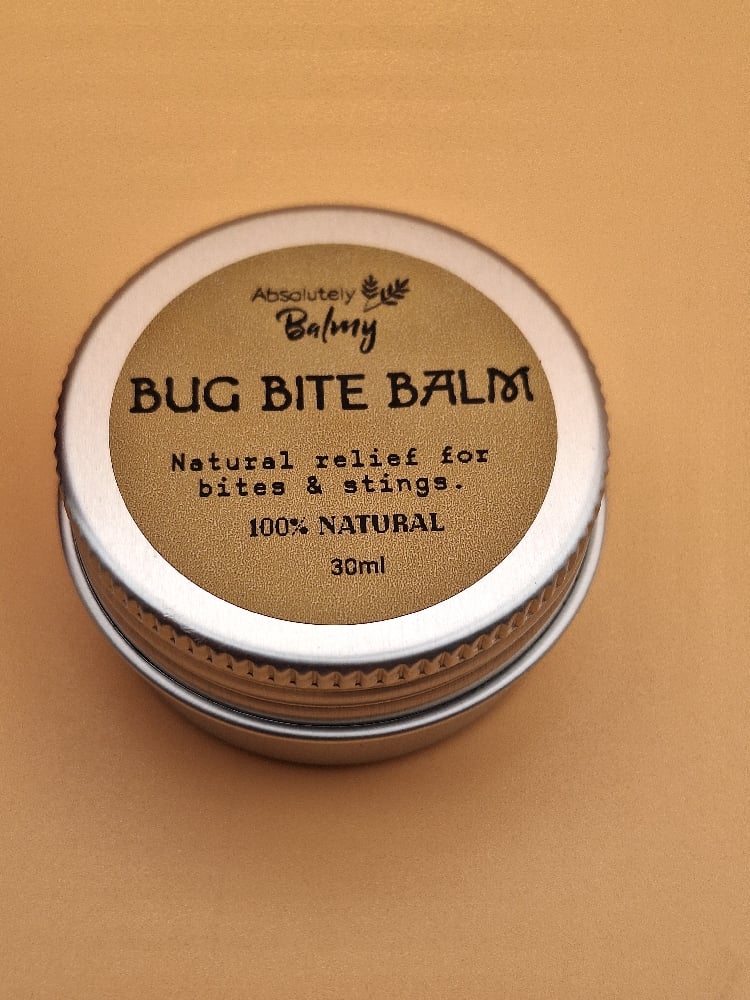 Absolutely
Balmy
BUG BITE BALM
Natural relief for
bites & stings.
100% NATURAL
30ml